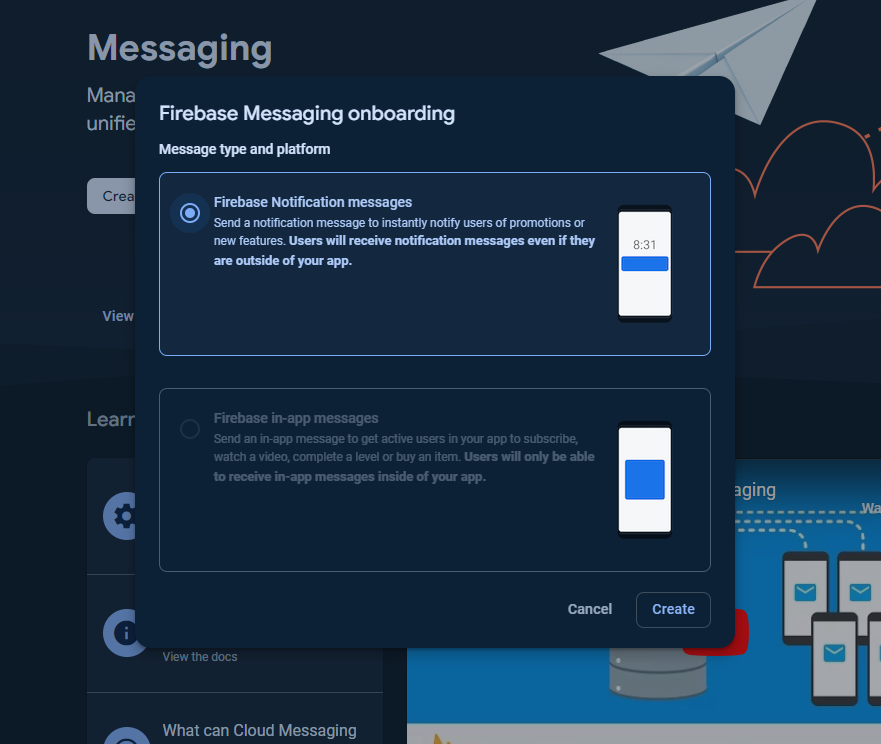 Messaging
Mana
unifie
Firebase Messaging onboarding
Message type and platform
Crea
Firebase Notification messages
Send a notification message to instantly notify users of promotions or
new features. Users will receive notification messages even if they
are outside of your app.
8:31
View
Firebase in-app messages
Send an in-app message to get active users in your app to subscribe,
watch a video, complete a level or buy an item. Users will only be able
to receive in-app messages inside of your app.
Learn
aging
Wa
Cancel
Create
View the docs
What can Cloud Messaging